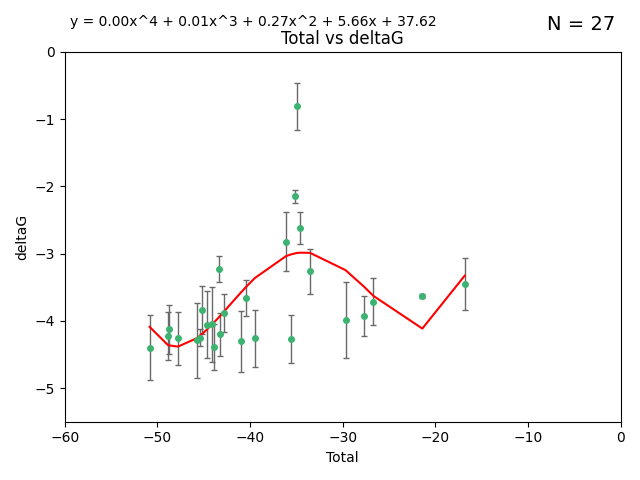 y = 0.00x^4 + 0.01x^3 + 0.27x^2 + 5.66x + 37.62
N = 27
Total vs deltaG
0
−1
−2
−3
−4
−5
deltaG
−60 −50 −40 −30 −20 −10 0
Total